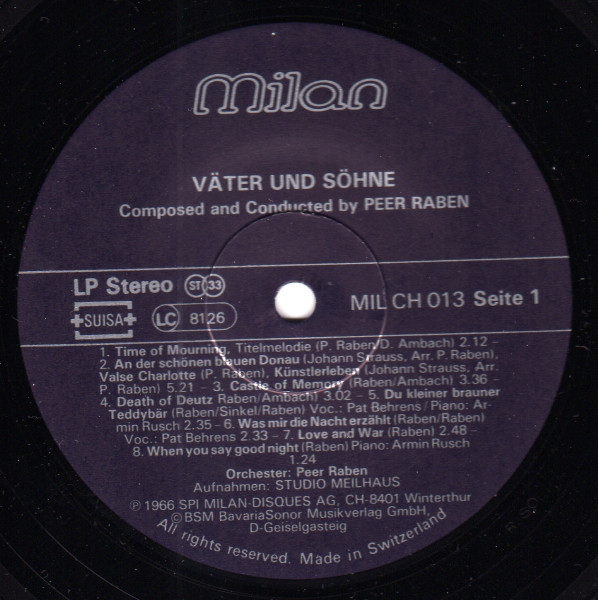 Milan
VÄTER UND SÖHNE
Composed and Conducted by PEER RABEN
LP Stereo ST 33
SUISA LC 8126
MIL CH 013 Seite 1
1. Time of Mourning, Titelmelodie (P. Raben/D. Ambach) 2.12 –
2. An der schönen blauen Donau (Johann Strauss, Arr. P. Raben),
Valse Charlotte (P. Raben), Künstlerleben (Johann Strauss, Arr.
P. Raben) 5.21 – 3. Castle of Memory (Raben/Raben) 3.36 –
4. Death of Deutz Raben/Ambach) 3.02 – 5. Du kleiner brauner
Teddybär (Raben/Sinkel/Raben) Voc.: Pat Behrens / Piano: Ar-
min Rusch 2.35 – 6. Was mir die Nacht erzählt (Raben/Raben)
Voc.: Pat Behrens 2.33 – 7. Love and War (Raben) 2.48 –
8. When you say good night (Raben) Piano: Armin Rusch
1.24
Orchester: Peer Raben
Aufnahmen: STUDIO MEILHAUS
Ⓟ 1966 SPI MILAN-DISQUES AG, CH-8401 Winterthur
©BSM BavariaSonor Musikverlag GmbH,
D-Geiselgasteig
All rights reserved. Made in Switzerland